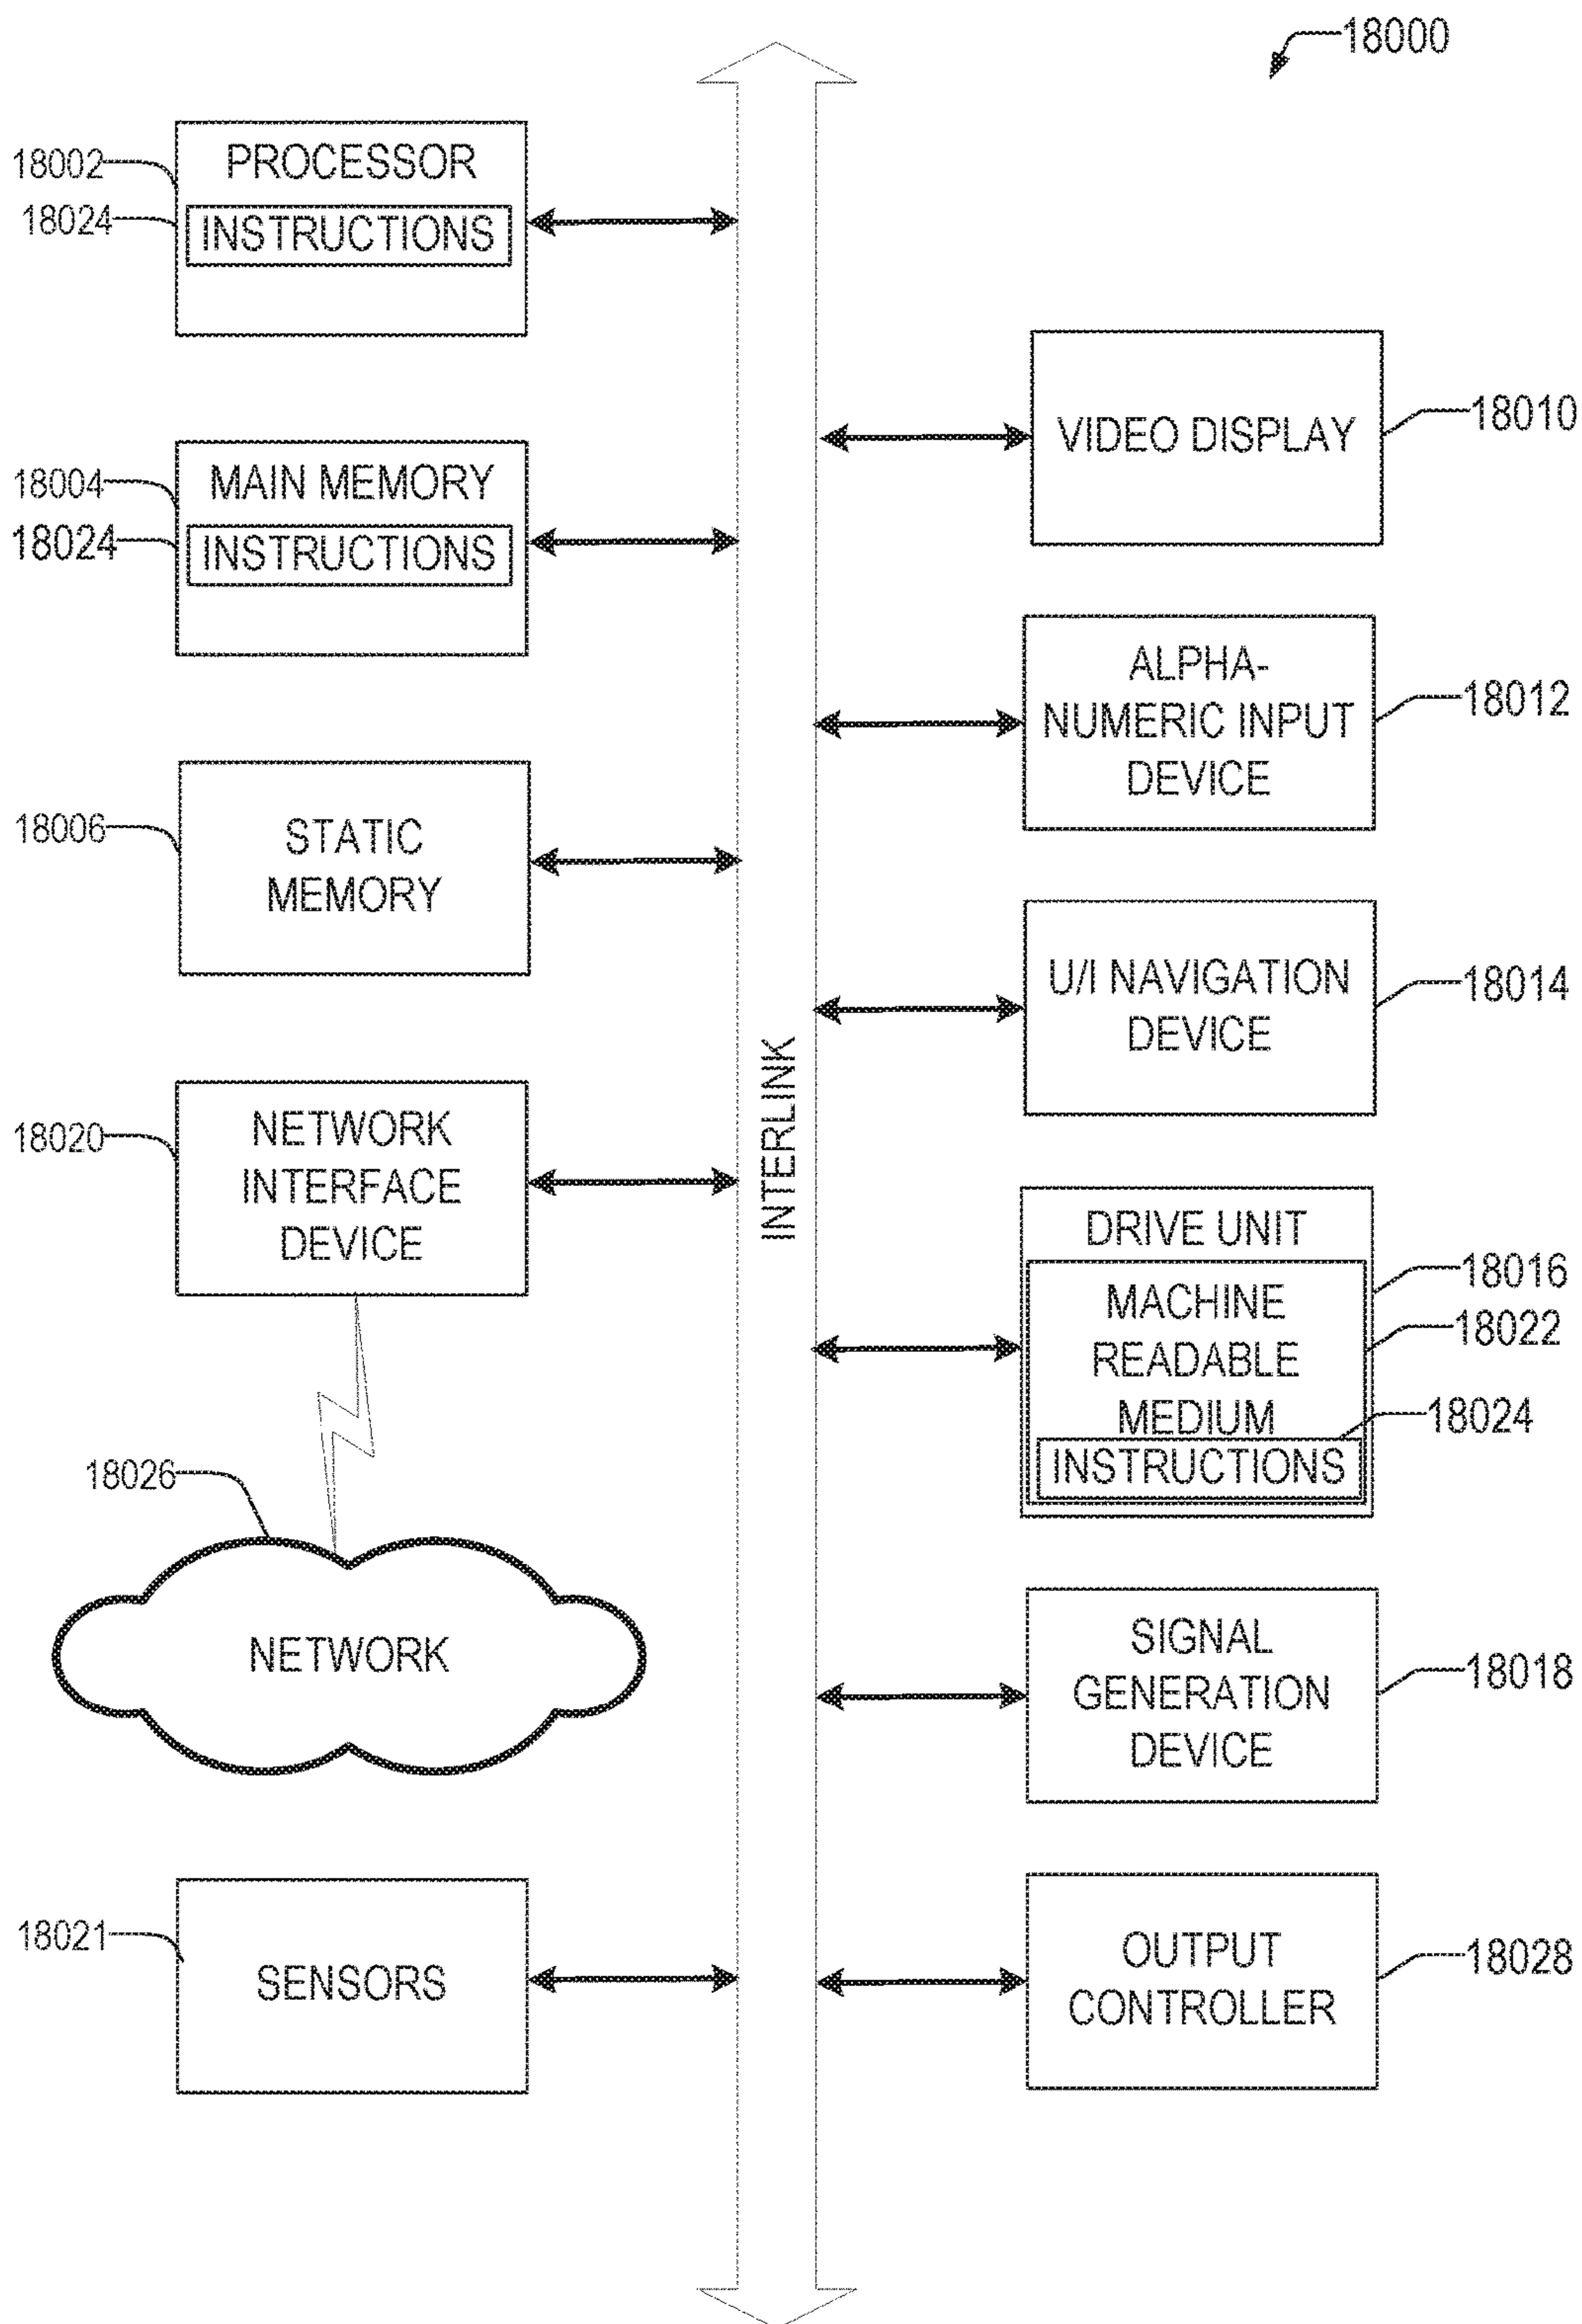 18000
PROCESSOR
18002
18024
INSTRUCTIONS
MAIN MEMORY
18004
18024
INSTRUCTIONS
STATIC
MEMORY
18006
NETWORK
INTERFACE
DEVICE
18020
18026
NETWORK
18021
SENSORS
INTERLINK
VIDEO DISPLAY
18010
ALPHA-
NUMERIC INPUT
DEVICE
18012
U/I NAVIGATION
DEVICE
18014
DRIVE UNIT
18016
MACHINE
READABLE
MEDIUM
18022
18024
INSTRUCTIONS
SIGNAL
GENERATION
DEVICE
18018
OUTPUT
CONTROLLER
18028